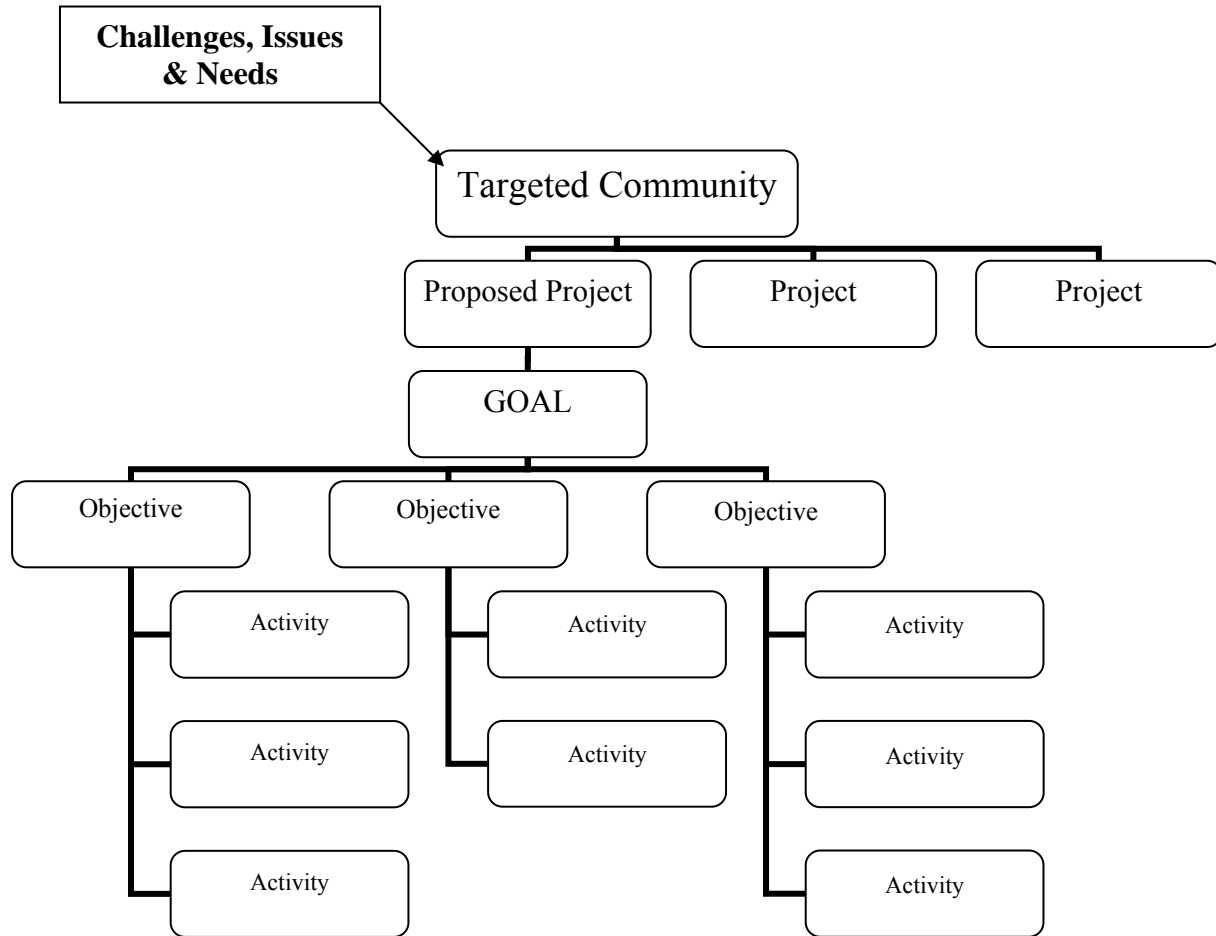 Challenges, Issues
& Needs
Targeted Community
Proposed Project
Project
Project
GOAL
Objective
Objective
Objective
Activity
Activity
Activity
Activity
Activity
Activity
Activity
Activity